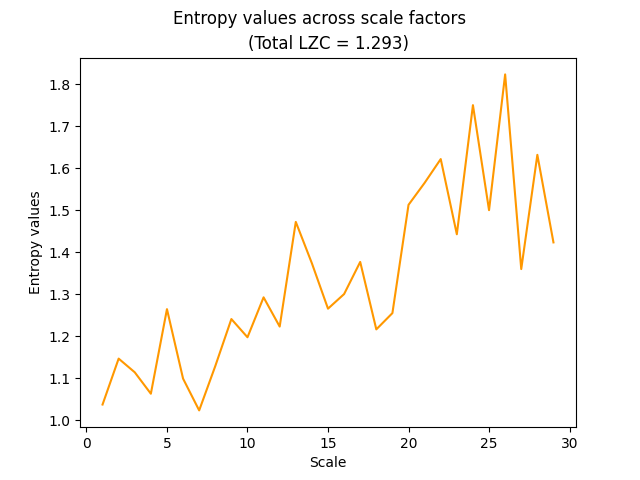 Entropy values across scale factors
(Total LZC = 1.293)
1.8
1.7
1.6
1.5
1.4
1.3
1.2
1.1
1.0
Entropy values
0 5 10 15 20 25 30
Scale